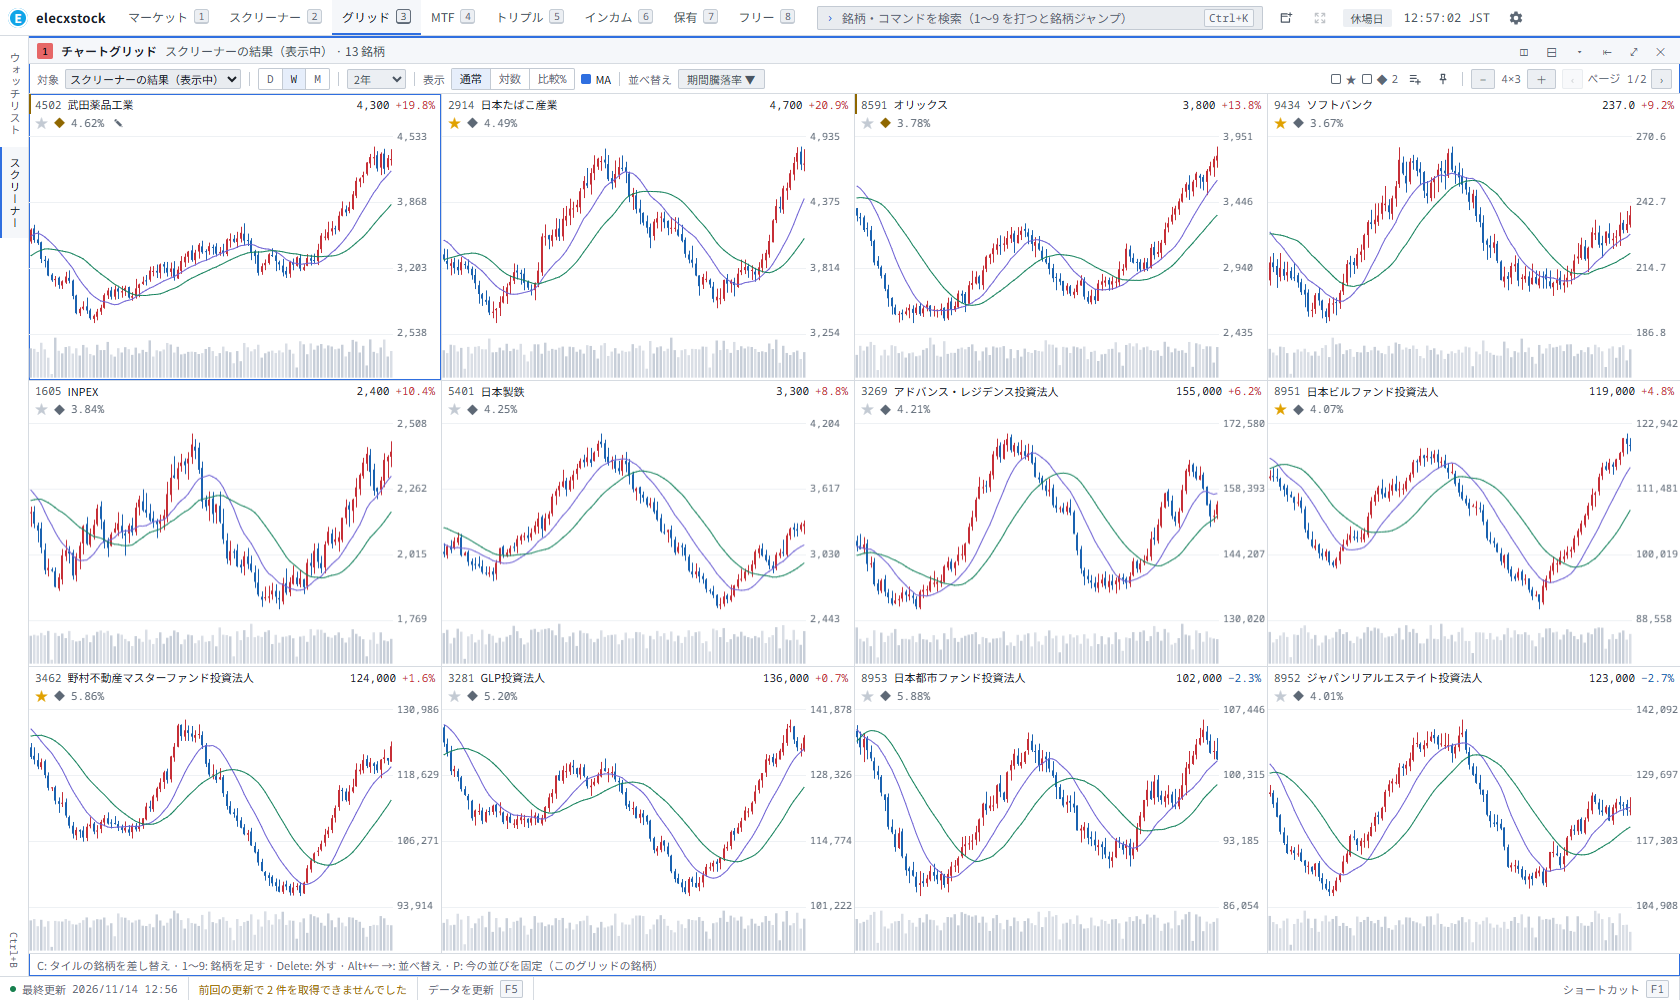 elecxstock マーケット 1 スクリーナー 2 グリッド 3 MTF 4 トリプル 5 インカム 6 保有 7 フリー 8 › 銘柄・コマンドを検索（1〜9 を打つと銘柄ジャンプ） Ctrl+K 休場日 12:57:02 JST
ウォッチリスト
スクリーナー
Ctrl+B
1 チャートグリッド スクリーナーの結果（表示中）・13 銘柄
対象 スクリーナーの結果（表示中） D W M 2年 表示 通常 対数 比較% MA 並べ替え 期間騰落率 ▼ ★ ◆ 2 − 4×3 + ‹ ページ 1/2 ›
4502 武田薬品工業 4,300 +19.8%
★ ◆ 4.62%
4,533
3,868
3,203
2,538
2914 日本たばこ産業 4,700 +20.9%
★ ◆ 4.49%
4,935
4,375
3,814
3,254
8591 オリックス 3,800 +13.8%
★ ◆ 3.78%
3,951
3,446
2,940
2,435
9434 ソフトバンク 237.0 +9.2%
★ ◆ 3.67%
270.6
242.7
214.7
186.8
1605 INPEX 2,400 +10.4%
★ ◆ 3.84%
2,508
2,262
2,015
1,769
5401 日本製鉄 3,300 +8.8%
★ ◆ 4.25%
4,204
3,617
3,030
2,443
3269 アドバンス・レジデンス投資法人 155,000 +6.2%
★ ◆ 4.21%
172,580
158,393
144,207
130,020
8951 日本ビルファンド投資法人 119,000 +4.8%
★ ◆ 4.07%
122,942
111,481
100,019
88,558
3462 野村不動産マスターファンド投資法人 124,000 +1.6%
★ ◆ 5.86%
130,986
118,629
106,271
93,914
3281 GLP投資法人 136,000 +0.7%
★ ◆ 5.20%
141,878
128,326
114,774
101,222
8953 日本都市ファンド投資法人 102,000 −2.3%
★ ◆ 5.88%
107,446
100,315
93,185
86,054
8952 ジャパンリアルエステイト投資法人 123,000 −2.7%
★ ◆ 4.01%
142,092
129,697
117,303
104,908
C: タイルの銘柄を差し替え · 1〜9: 銘柄を足す · Delete: 外す · Alt+← →: 並べ替え · P: 今の並びを固定（このグリッドの銘柄）
最終更新 2026/11/14 12:56 前回の更新で 2 件を取得できませんでした データを更新 F5 ショートカット F1